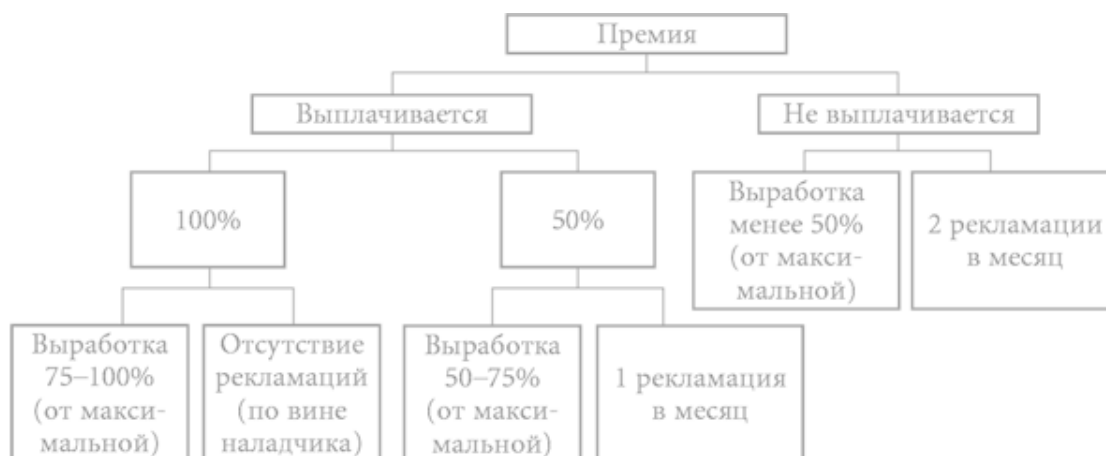 Премия
Выплачивается
Не выплачивается
100%
50%
Выработка
менее 50%
(от макси-
мальной)
2 рекламации
в месяц
Выработка
75–100%
(от макси-
мальной)
Отсутствие
рекламаций
(по вине
наладчика)
Выработка
50–75%
(от макси-
мальной)
1 рекламация
в месяц